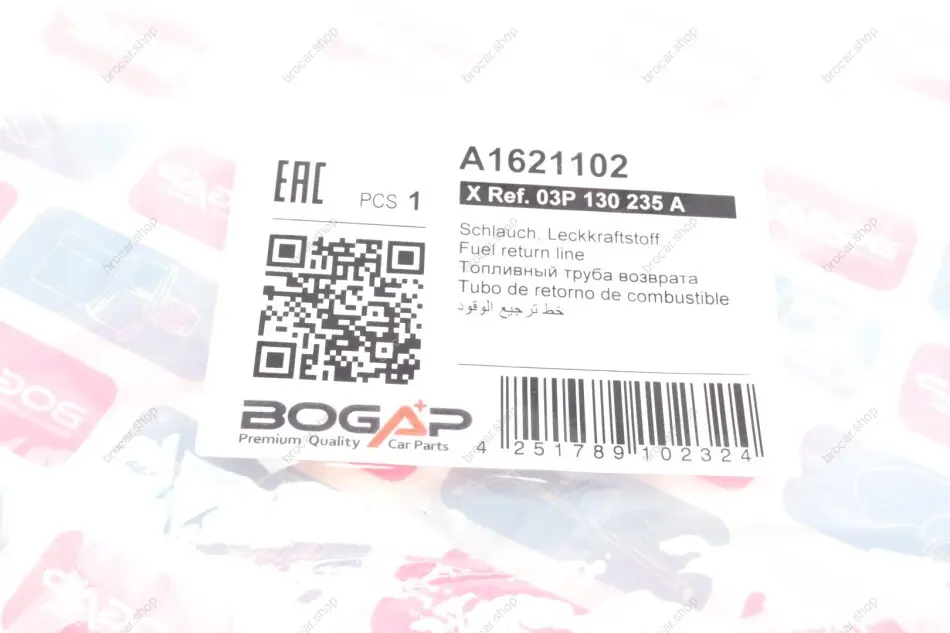 EAC
PCS 1
A1621102
X Ref. 03P 130 235 A
Schlauch, Leckkraftstoff
Fuel return line
Топливный труба возврата
Tubo de retorno de combustible
خط ترجيع الوقود
BOGAP
Premium Quality Car Parts
4 251789 102324
brocar.shop